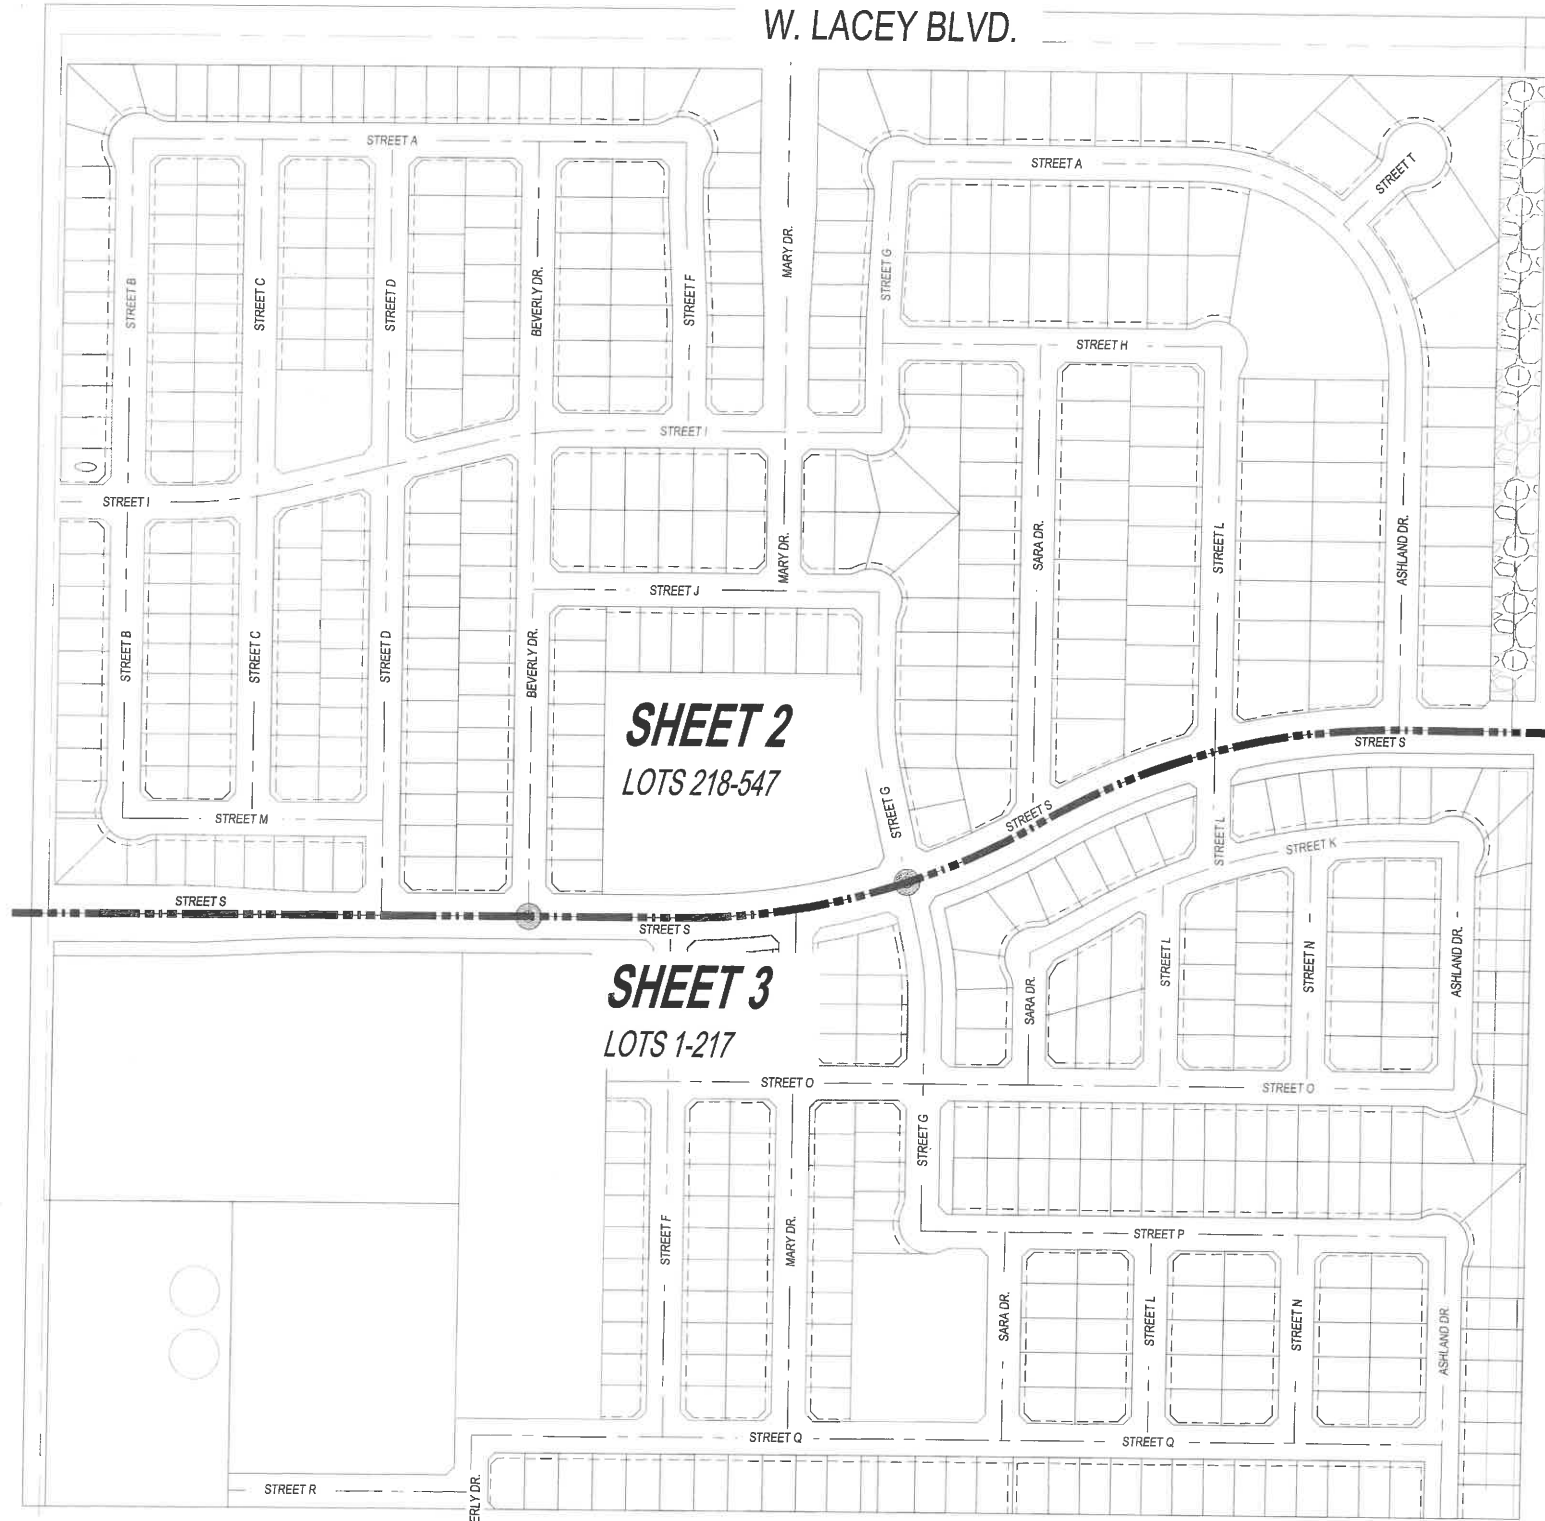 W. LACEY BLVD.
STREET A
STREET A
STREET T
MARY DR.
STREET G
STREET B
STREET C
STREET D
BEVERLY DR.
STREET F
STREET H
STREET I
STREET I
SARA DR.
STREET L
ASHLAND DR.
MARY DR.
STREET J
STREET B
STREET C
STREET D
BEVERLY DR.
SHEET 2
LOTS 218-547
STREET S
STREET G
STREET S
STREET M
STREET L
STREET K
STREET S
STREET S
SHEET 3
LOTS 1-217
SARA DR.
STREET L
STREET N
ASHLAND DR.
STREET O
STREET O
STREET G
STREET F
MARY DR.
STREET P
SARA DR.
STREET L
STREET N
ASHLAND DR.
STREET Q
STREET Q
STREET R
ERLY DR.